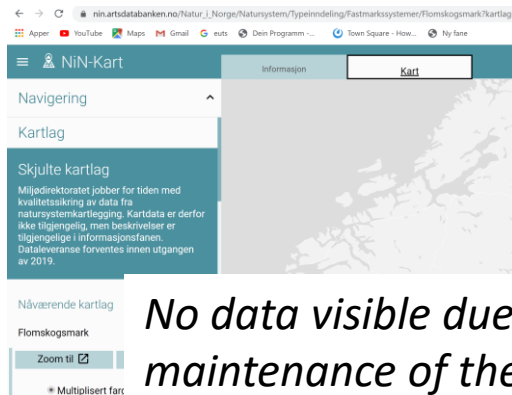 nin.artsdatabanken.no/Natur_i_Norge/Natursystem/Typeinndeling/Fastmarkssystemer/Flomskogsmark?kartlag
Apper YouTube Maps Gmail euts Dein Programm -... Town Square - How... Ny fane
NiN-Kart
Informasjon Kart
Navigering
Kartlag
Skjulte kartlag
Miljødirektoratet jobber for tiden med
kvalitetssikring av data fra
natursystemkartlegging. Kartdata er derfor
ikke tilgjengelig, men beskrivelser er
tilgjengelige i informasjonsfanen.
Dataleveranse forventes innen utgangen
av 2019.
Nåværende kartlag
Flomskogsmark
Zoom til
Multiplisert farg
No data visible due
maintenance of the